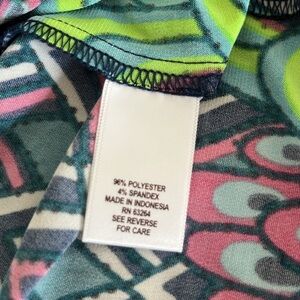 96% POLYESTER
4% SPANDEX
MADE IN INDONESIA
RN 63264
SEE REVERSE
FOR CARE